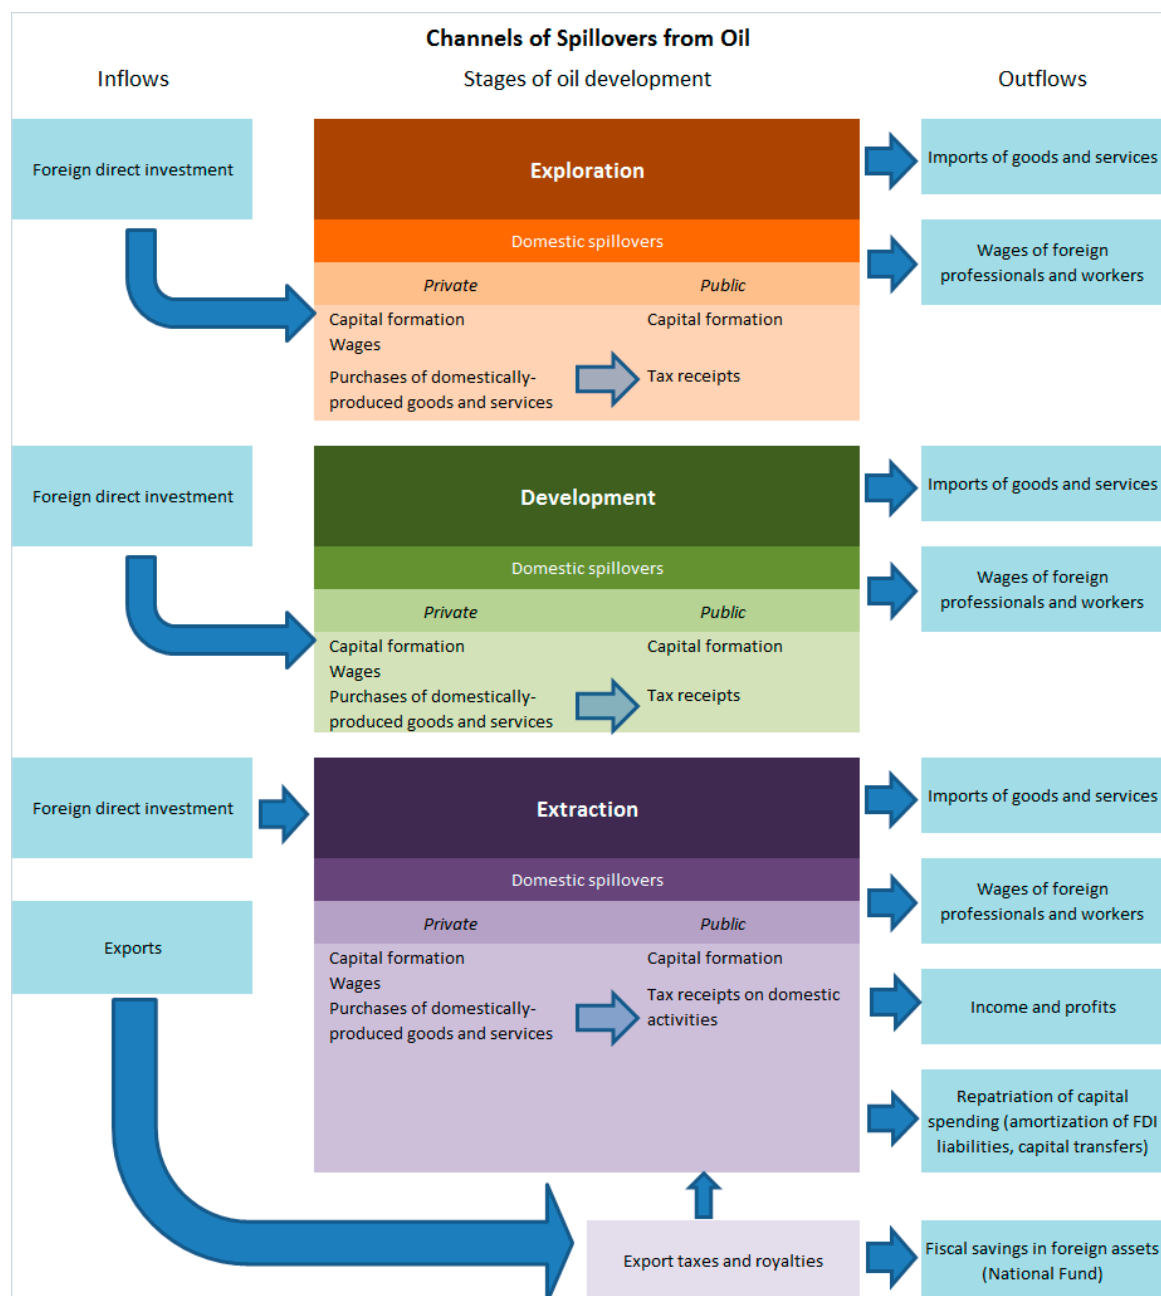 Channels of Spillovers from Oil
Inflows
Stages of oil development
Outflows
Foreign direct investment
Exploration
Imports of goods and services
Domestic spillovers
Wages of foreign
professionals and workers
Private
Public
Capital formation
Capital formation
Wages
Purchases of domestically-
produced goods and services
Tax receipts
Foreign direct investment
Development
Imports of goods and services
Domestic spillovers
Wages of foreign
professionals and workers
Private
Public
Capital formation
Capital formation
Wages
Purchases of domestically-
produced goods and services
Tax receipts
Foreign direct investment
Extraction
Imports of goods and services
Domestic spillovers
Wages of foreign
professionals and workers
Exports
Private
Public
Capital formation
Capital formation
Wages
Purchases of domestically-
produced goods and services
Tax receipts on domestic
activities
Income and profits
Repatriation of capital
spending (amortization of FDI
liabilities, capital transfers)
Export taxes and royalties
Fiscal savings in foreign assets
(National Fund)